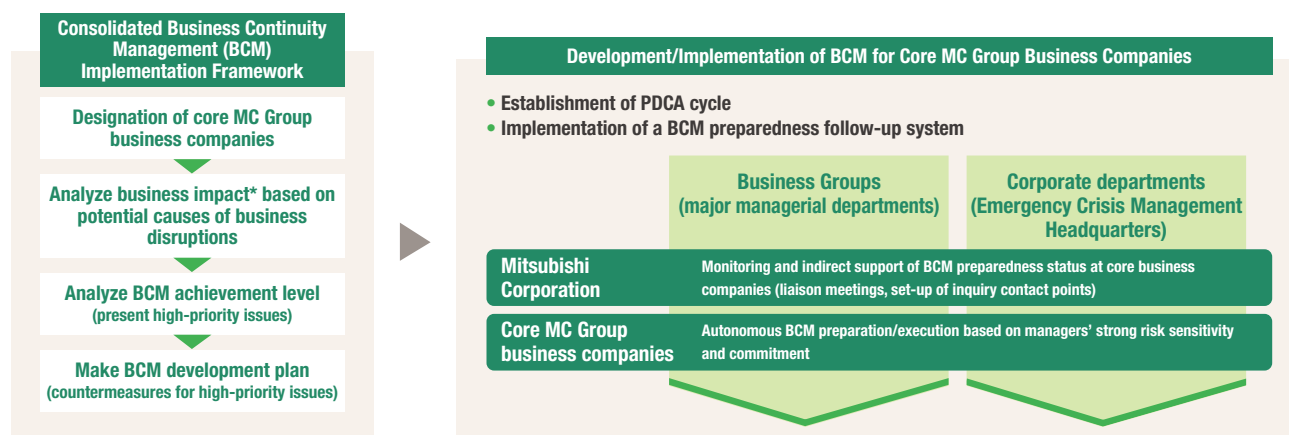 Consolidated Business Continuity
Management (BCM)
Implementation Framework
Designation of core MC Group
business companies
Analyze business impact* based on
potential causes of business
disruptions
Analyze BCM achievement level
(present high-priority issues)
Make BCM development plan
(countermeasures for high-priority issues)
Development/Implementation of BCM for Core MC Group Business Companies
• Establishment of PDCA cycle
• Implementation of a BCM preparedness follow-up system
Business Groups
(major managerial departments)
Corporate departments
(Emergency Crisis Management
Headquarters)
Mitsubishi
Corporation
Monitoring and indirect support of BCM preparedness status at core business
companies (liaison meetings, set-up of inquiry contact points)
Core MC Group
business companies
Autonomous BCM preparation/execution based on managers' strong risk sensitivity
and commitment